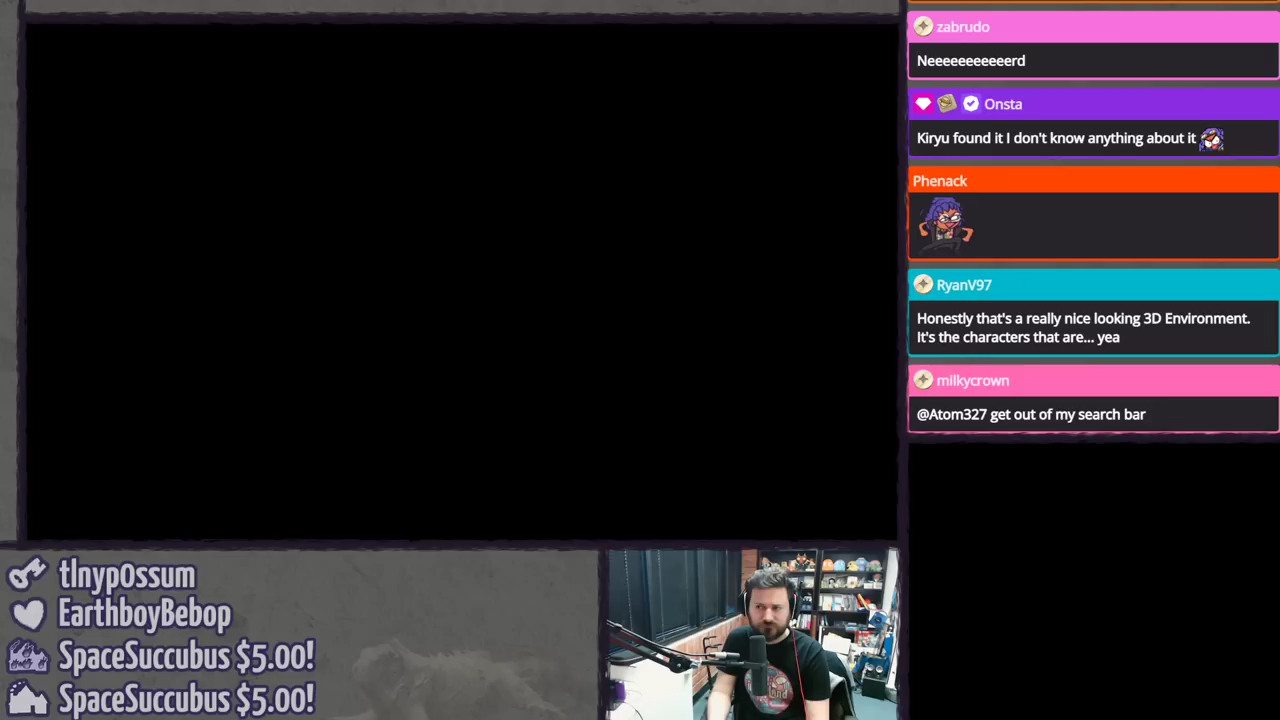 zabrudo
Neeeeeeeeeerd
Onsta
Kiryu found it I don't know anything about it
Phenack
RyanV97
Honestly that's a really nice looking 3D Environment.
It's the characters that are... yea
milkycrown
@Atom327 get out of my search bar
tInyp0ssum
EarthboyBebop
SpaceSuccubus $5.00!
SpaceSuccubus $5.00!